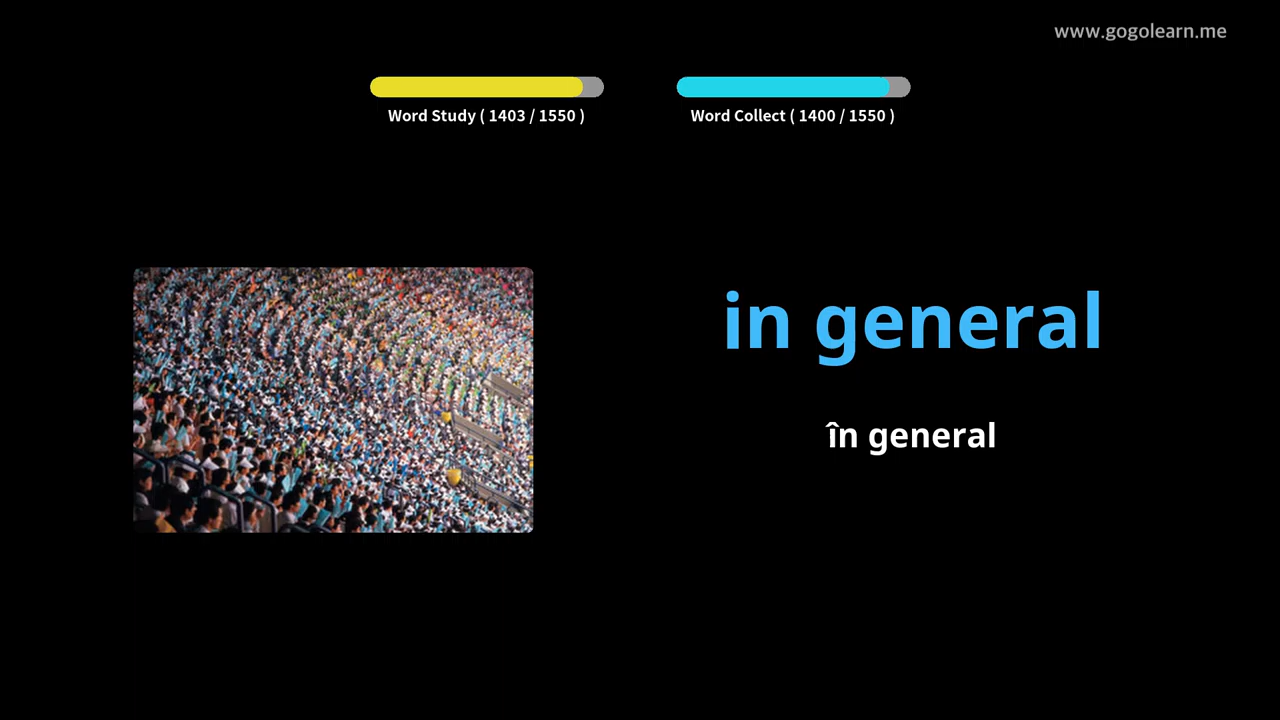 www.gogolearn.me
Word Study ( 1403 / 1550 )
Word Collect ( 1400 / 1550 )
in general
în general